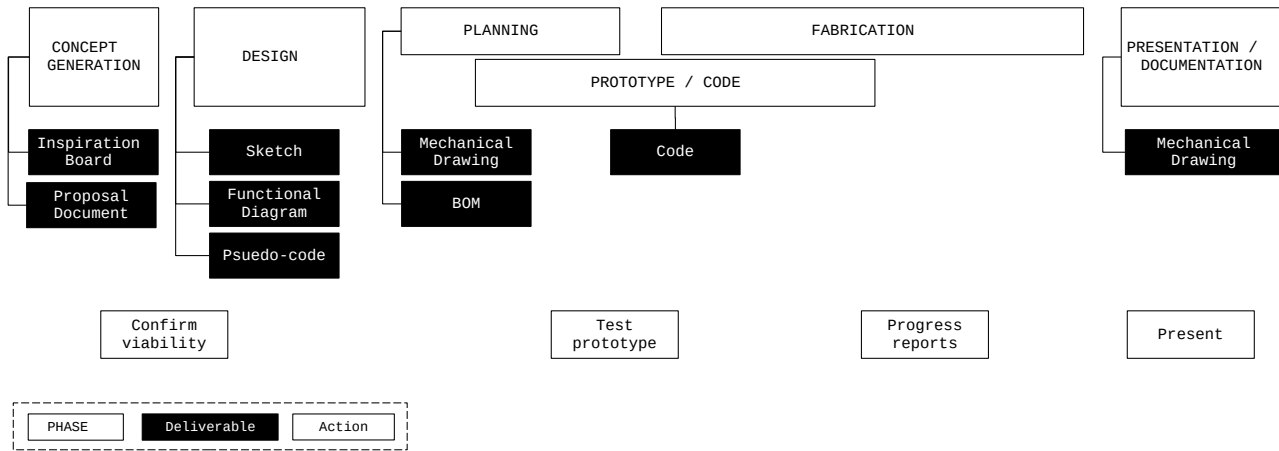 CONCEPT
GENERATION
DESIGN
PLANNING
FABRICATION
PROTOTYPE / CODE
PRESENTATION /
DOCUMENTATION
Inspiration
Board
Proposal
Document
Sketch
Functional
Diagram
Psuedo-code
Mechanical
Drawing
BOM
Code
Mechanical
Drawing
Confirm
viability
Test
prototype
Progress
reports
Present
PHASE
Deliverable
Action